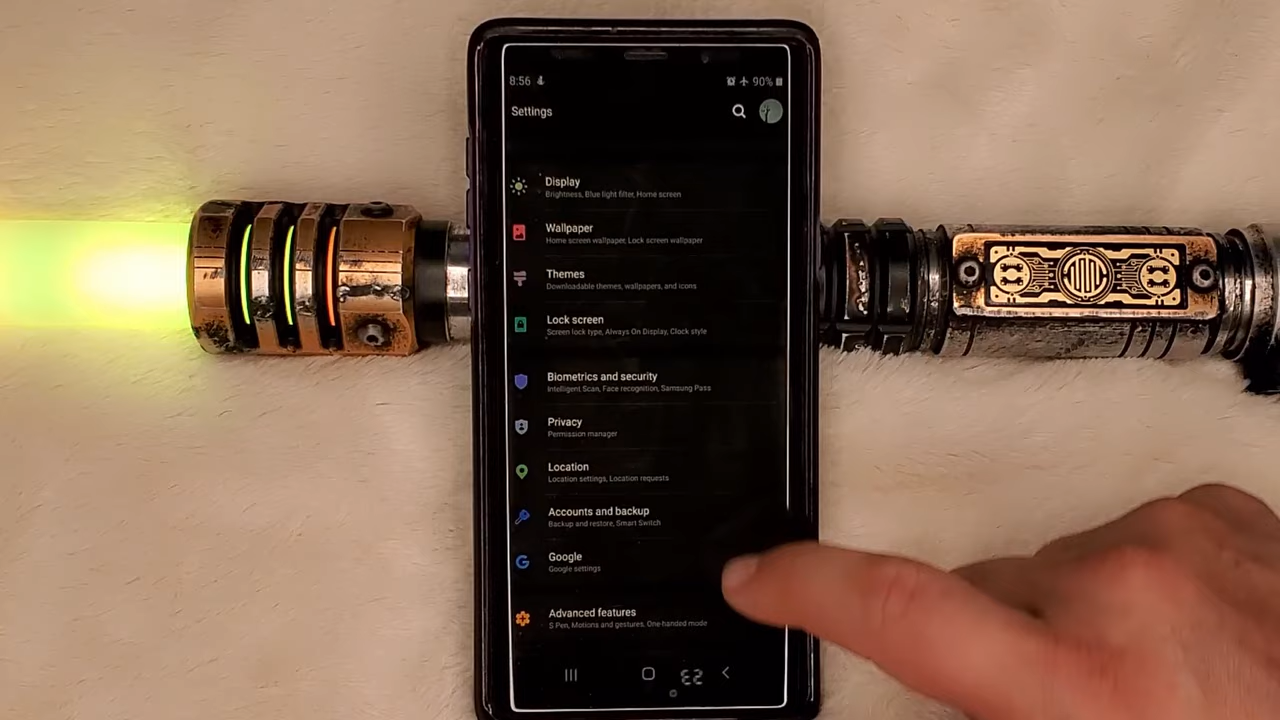 8:56
90%
Settings
Display
Brightness, Blue light filter, Home screen
Wallpaper
Home screen wallpaper, Lock screen wallpaper
Themes
Downloadable themes, wallpapers, and icons
Lock screen
Screen lock type, Always On Display, Clock style
Biometrics and security
Intelligent Scan, Face recognition, Samsung Pass
Privacy
Permission manager
Location
Location settings, Location requests
Accounts and backup
Backup and restore, Smart Switch
Google
Google settings
Advanced features
S Pen, Motions and gestures, One-handed mode